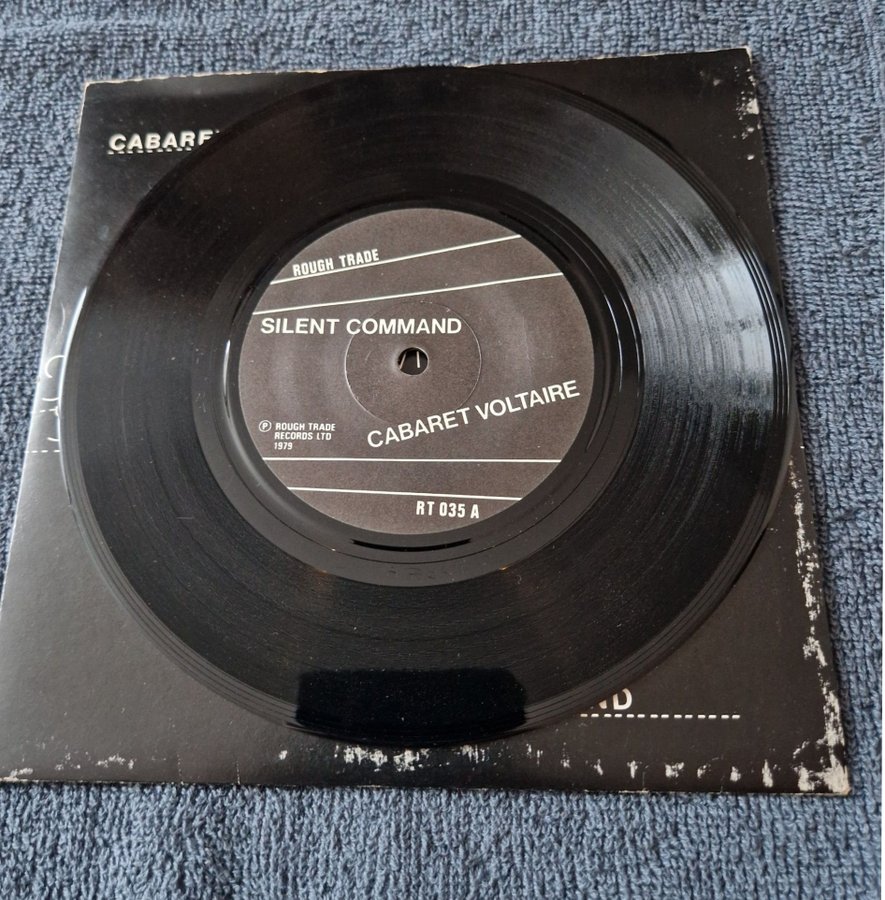 CABARE
ROUGH TRADE
SILENT COMMAND
CABARET VOLTAIRE
Ⓟ ROUGH TRADE
RECORDS LTD
1979
RT 035 A
ND